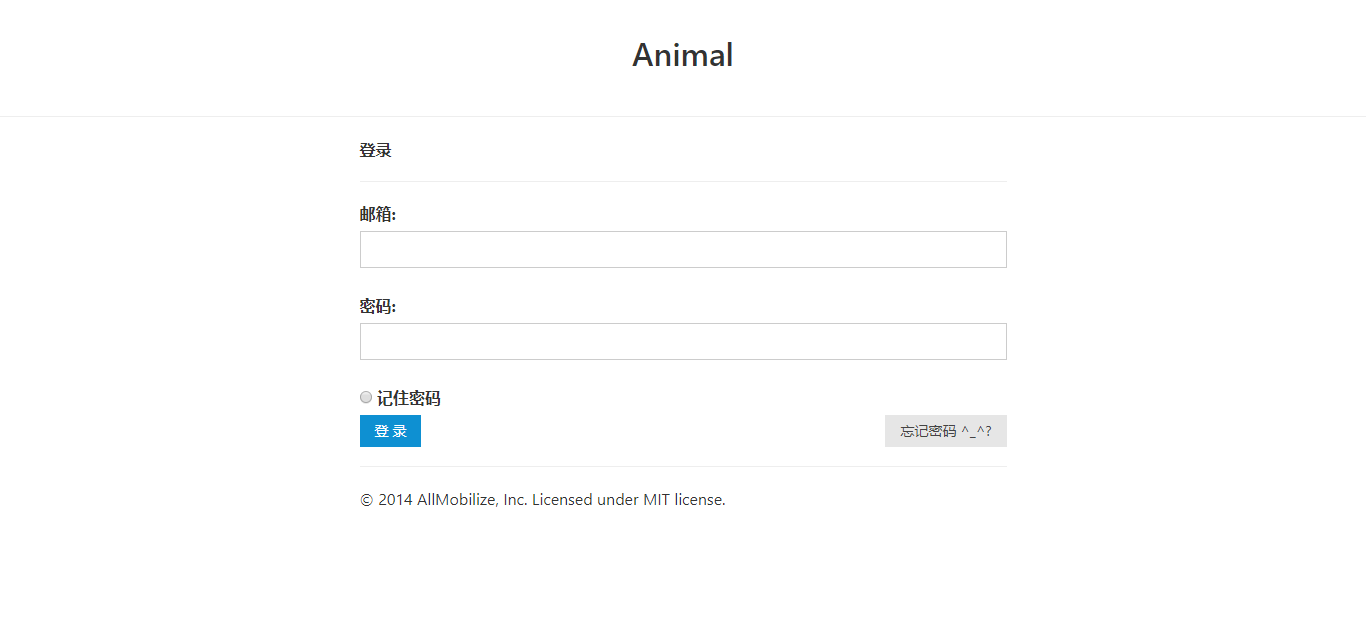 Animal
登录
邮箱:
密码:
记住密码
登 录
忘记密码 ^_^?
© 2014 AllMobilize, Inc. Licensed under MIT license.